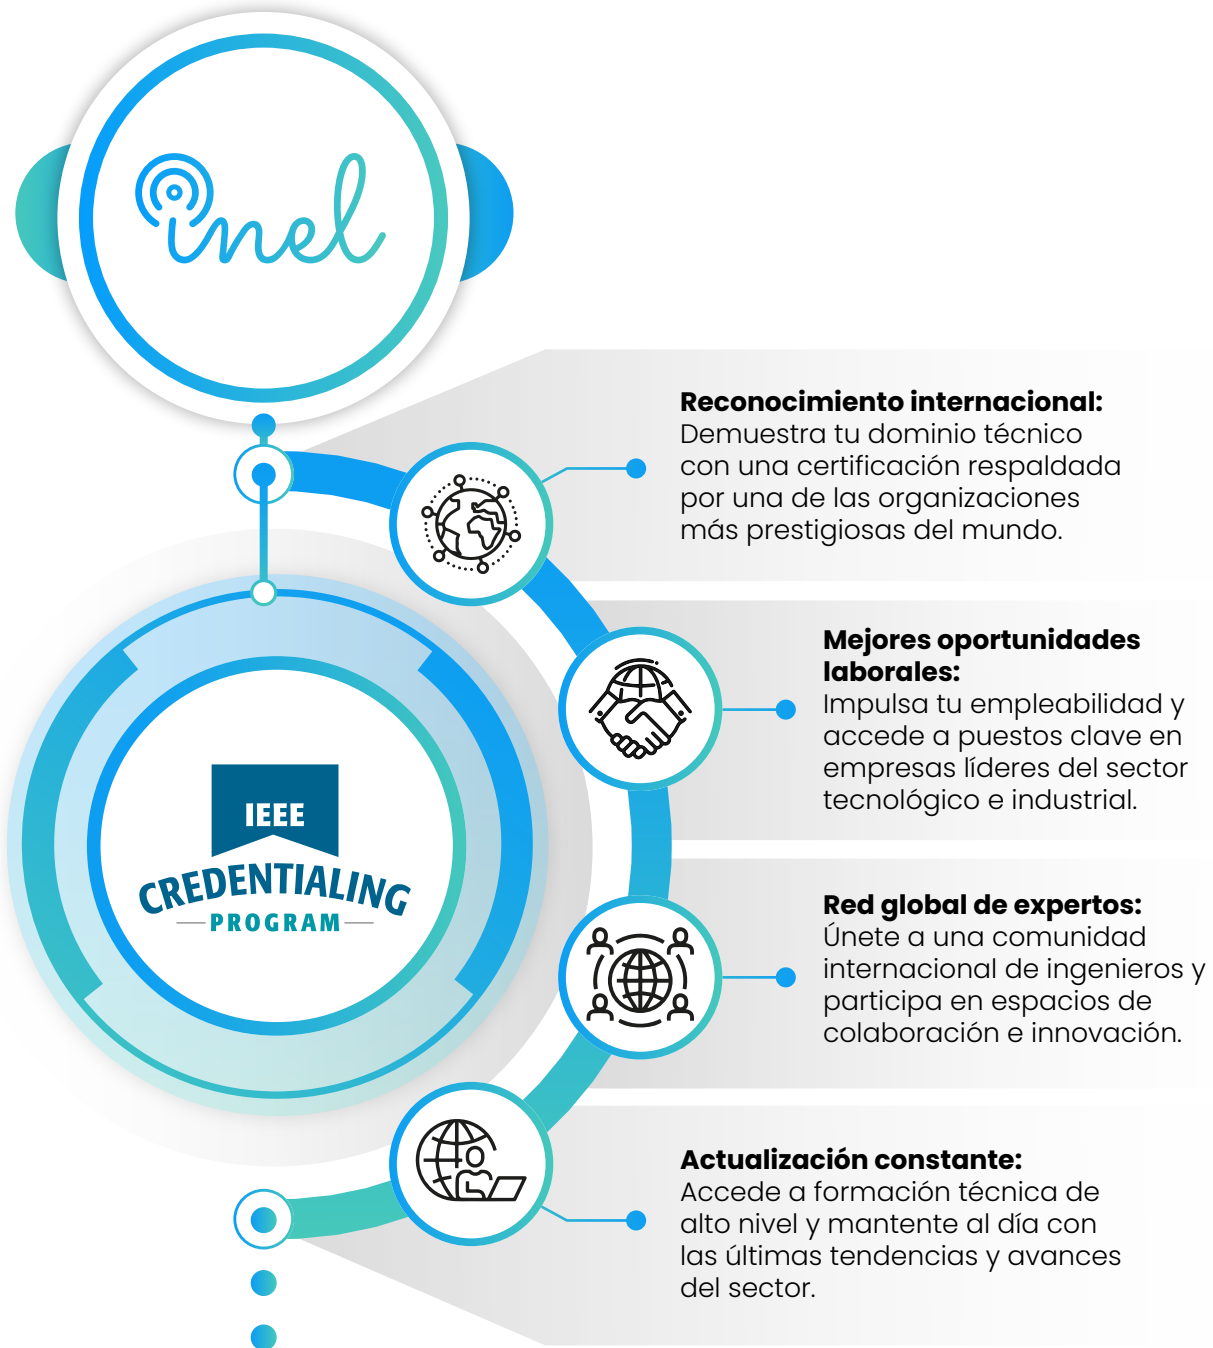 inel
Reconocimiento internacional:
Demuestra tu dominio técnico
con una certificación respaldada
por una de las organizaciones
más prestigiosas del mundo.
Mejores oportunidades
laborales:
Impulsa tu empleabilidad y
accede a puestos clave en
empresas líderes del sector
tecnológico e industrial.
IEEE
CREDENTIALING
PROGRAM
Red global de expertos:
Únete a una comunidad
internacional de ingenieros y
participa en espacios de
colaboración e innovación.
Actualización constante:
Accede a formación técnica de
alto nivel y mantente al día con
las últimas tendencias y avances
del sector.